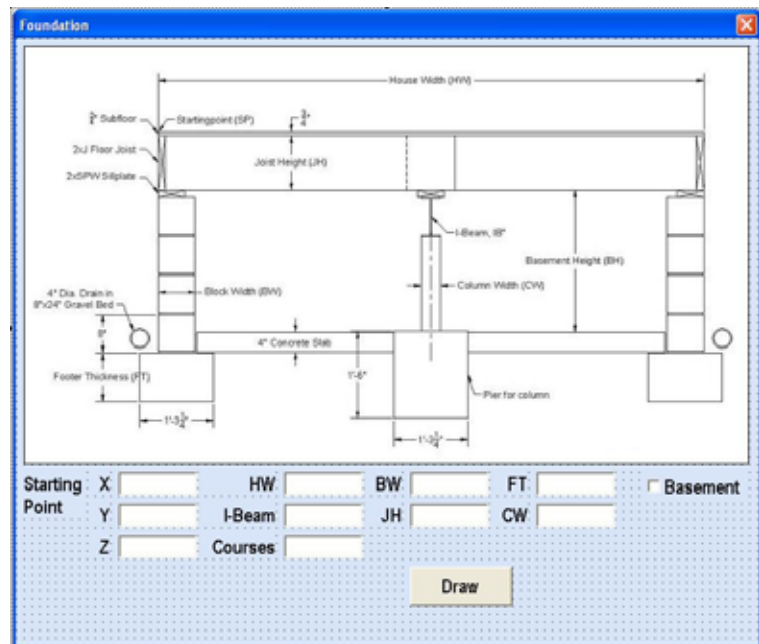 Foundation
House Width (HW)
¾" Subfloor
Startingpoint (SP)
¾"
2xJ Floor Joist
Joist Height (JH)
2xSPW Sillplate
I-Beam, IB"
Basement Height (BH)
4" Dia. Drain in
8"x24" Gravel Bed
Block Width (BW)
Column Width (CW)
8"
4" Concrete Slab
Footer Thickness (FT)
1'-6"
Pier for column
1'-3¾"
Starting Point
X
HW
BW
FT
Basement
Y
I-Beam
JH
CW
Z
Courses
Draw